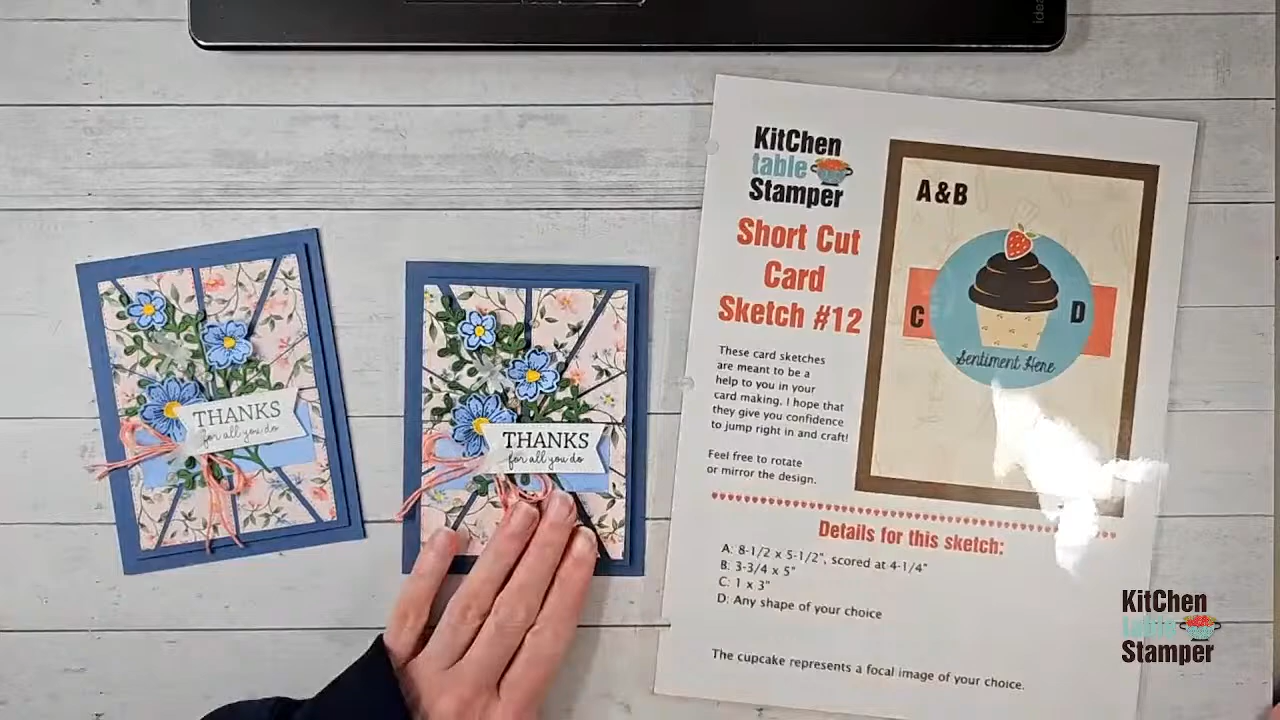 THANKS
for all you do
THANKS
for all you do
KitChen
table
Stamper
Short Cut
Card
Sketch #12
These card sketches
are meant to be a
help to you in your
card making. I hope that
they give you confidence
to jump right in and craft!
Feel free to rotate
or mirror the design.
A & B
C
D
Sentiment Here
Details for this sketch:
A: 8-1/2 x 5-1/2", scored at 4-1/4"
B: 3-3/4 x 5"
C: 1 x 3"
D: Any shape of your choice
The cupcake represents a focal image of your choice.
KitChen
table
Stamper